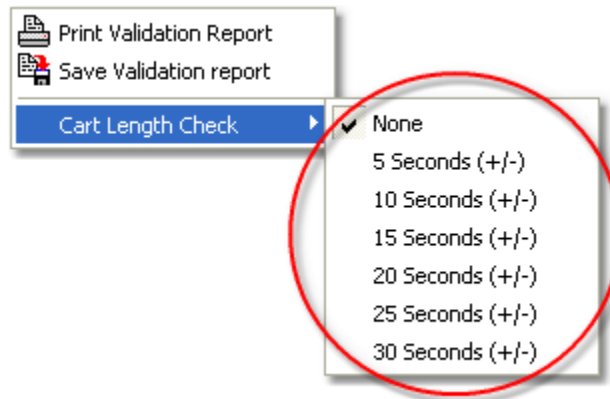 Print Validation Report
Save Validation report
Cart Length Check
None
5 Seconds (+/-)
10 Seconds (+/-)
15 Seconds (+/-)
20 Seconds (+/-)
25 Seconds (+/-)
30 Seconds (+/-)